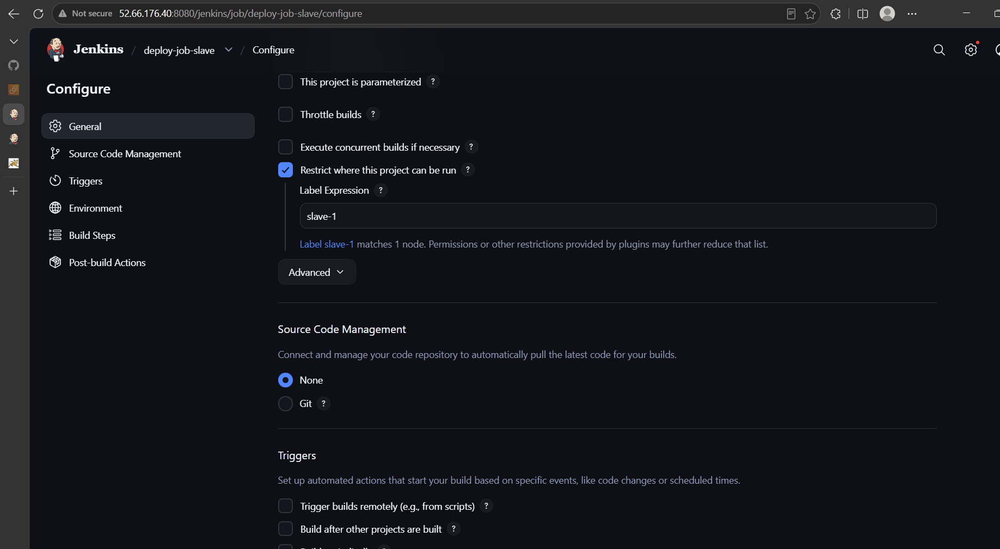 Not secure 52.66.176.40:8080/jenkins/job/deploy-job-slave/configure
Jenkins / deploy-job-slave / Configure
Configure
General
Source Code Management
Triggers
Environment
Build Steps
Post-build Actions
This project is parameterized ?
Throttle builds ?
Execute concurrent builds if necessary ?
Restrict where this project can be run ?
Label Expression ?
slave-1
Label slave-1 matches 1 node. Permissions or other restrictions provided by plugins may further reduce that list.
Advanced
Source Code Management
Connect and manage your code repository to automatically pull the latest code for your builds.
None
Git ?
Triggers
Set up automated actions that start your build based on specific events, like code changes or scheduled times.
Trigger builds remotely (e.g., from scripts) ?
Build after other projects are built ?